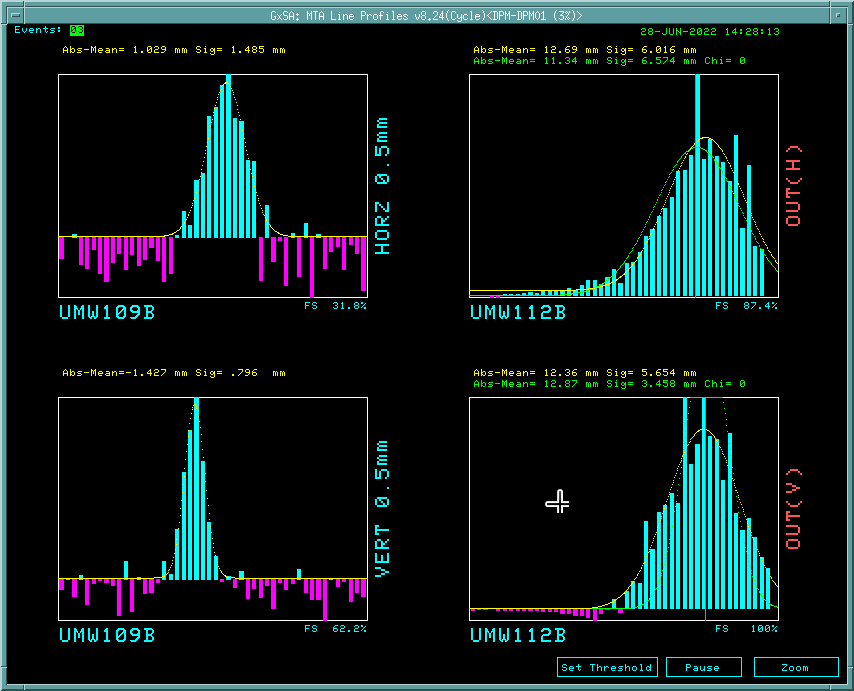 GxSA: MTA Line Profiles v8.24(Cycle)<DPM-DPM01 (3%)>
Events: 03
28-JUN-2022 14:28:13
Abs-Mean= 1.029 mm Sig= 1.485 mm
HORZ 0.5mm
UMW109B
FS 31.8%
Abs-Mean= 12.69 mm Sig= 6.016 mm
Abs-Mean= 11.34 mm Sig= 6.574 mm Chi= 0
OUT(H)
UMW112B
FS 87.4%
Abs-Mean=-1.427 mm Sig= .796 mm
VERT 0.5mm
UMW109B
FS 62.2%
Abs-Mean= 12.36 mm Sig= 5.654 mm
Abs-Mean= 12.87 mm Sig= 3.458 mm Chi= 0
OUT(V)
UMW112B
FS 100%
Set Threshold
Pause
Zoom